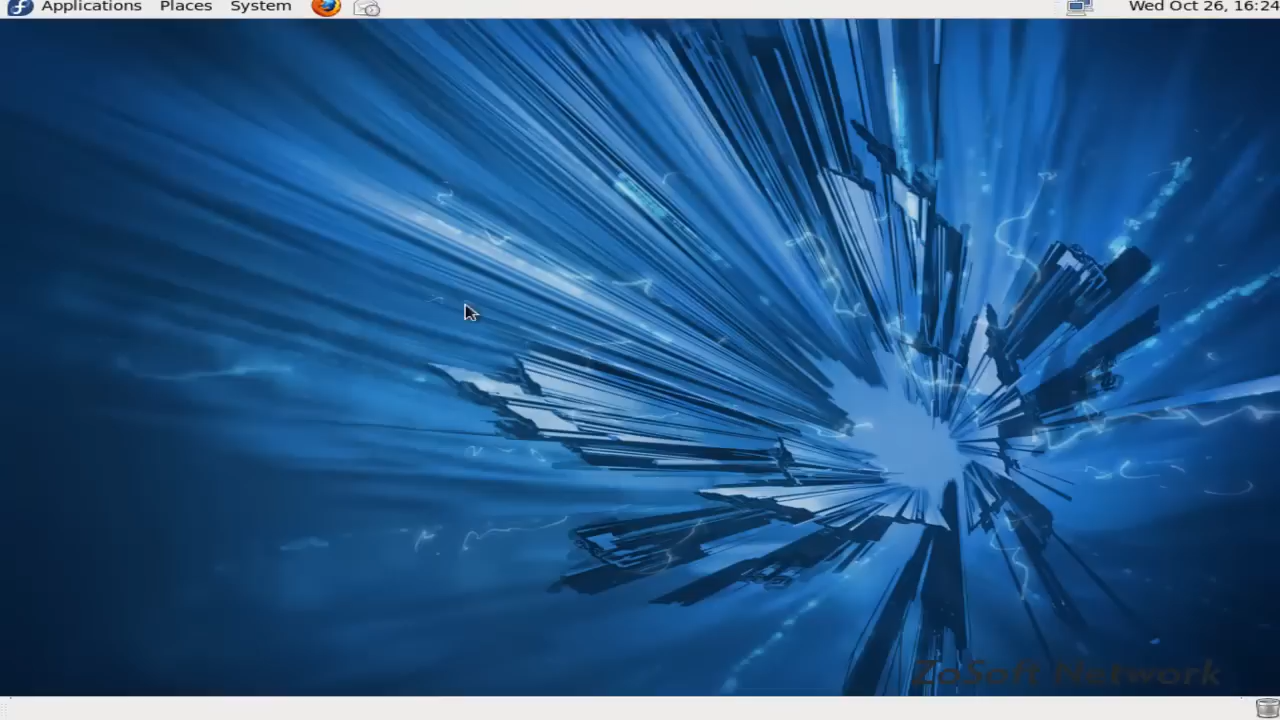 Applications Places System Wed Oct 26, 16:24
ZoSoft Network